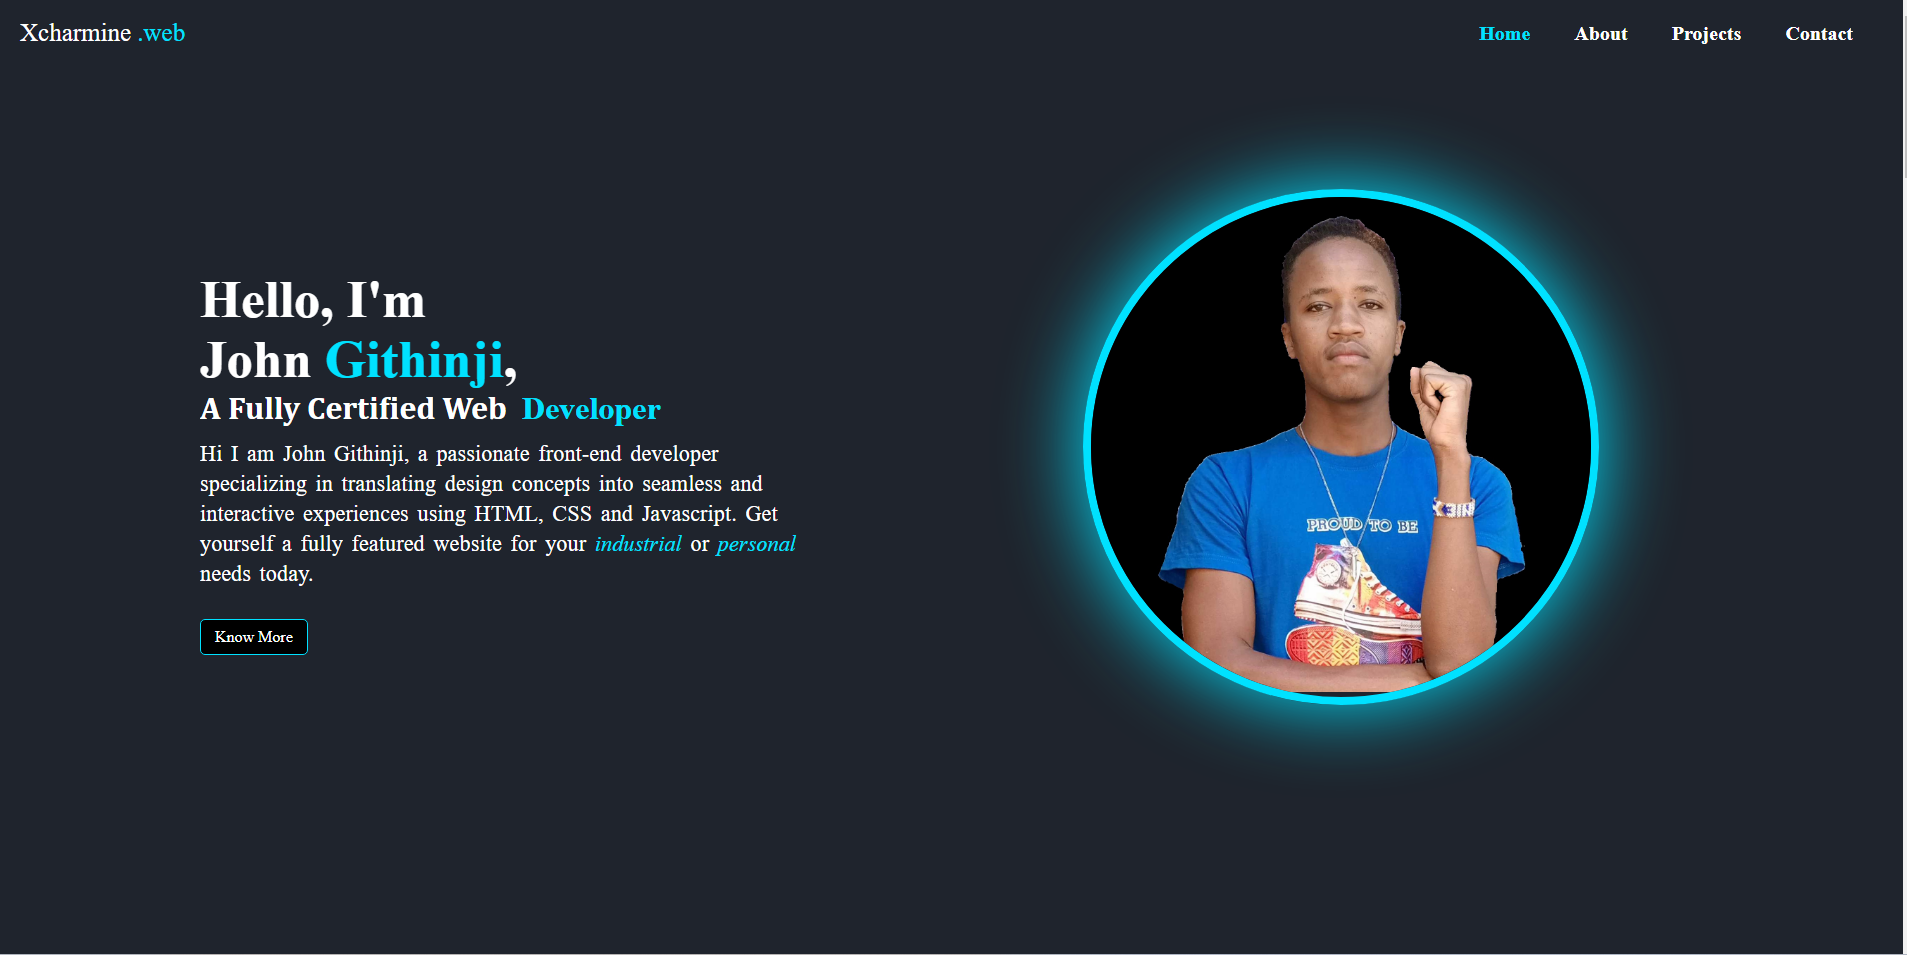 Xcharmine .web
Home About Projects Contact
Hello, I'm
John Githinji,
A Fully Certified Web Developer
Hi I am John Githinji, a passionate front-end developer
specializing in translating design concepts into seamless and
interactive experiences using HTML, CSS and Javascript. Get
yourself a fully featured website for your industrial or personal
needs today.
Know More
PROUD TO BE